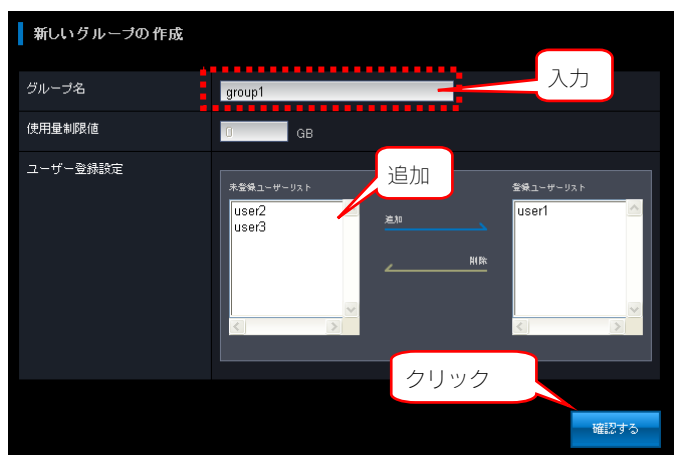 新しいグループの作成
入力
グループ名
group1
使用量制限値
0 GB
ユーザー登録設定
追加
未登録ユーザーリスト
登録ユーザーリスト
user2
user3
追加
user1
削除
クリック
確認する